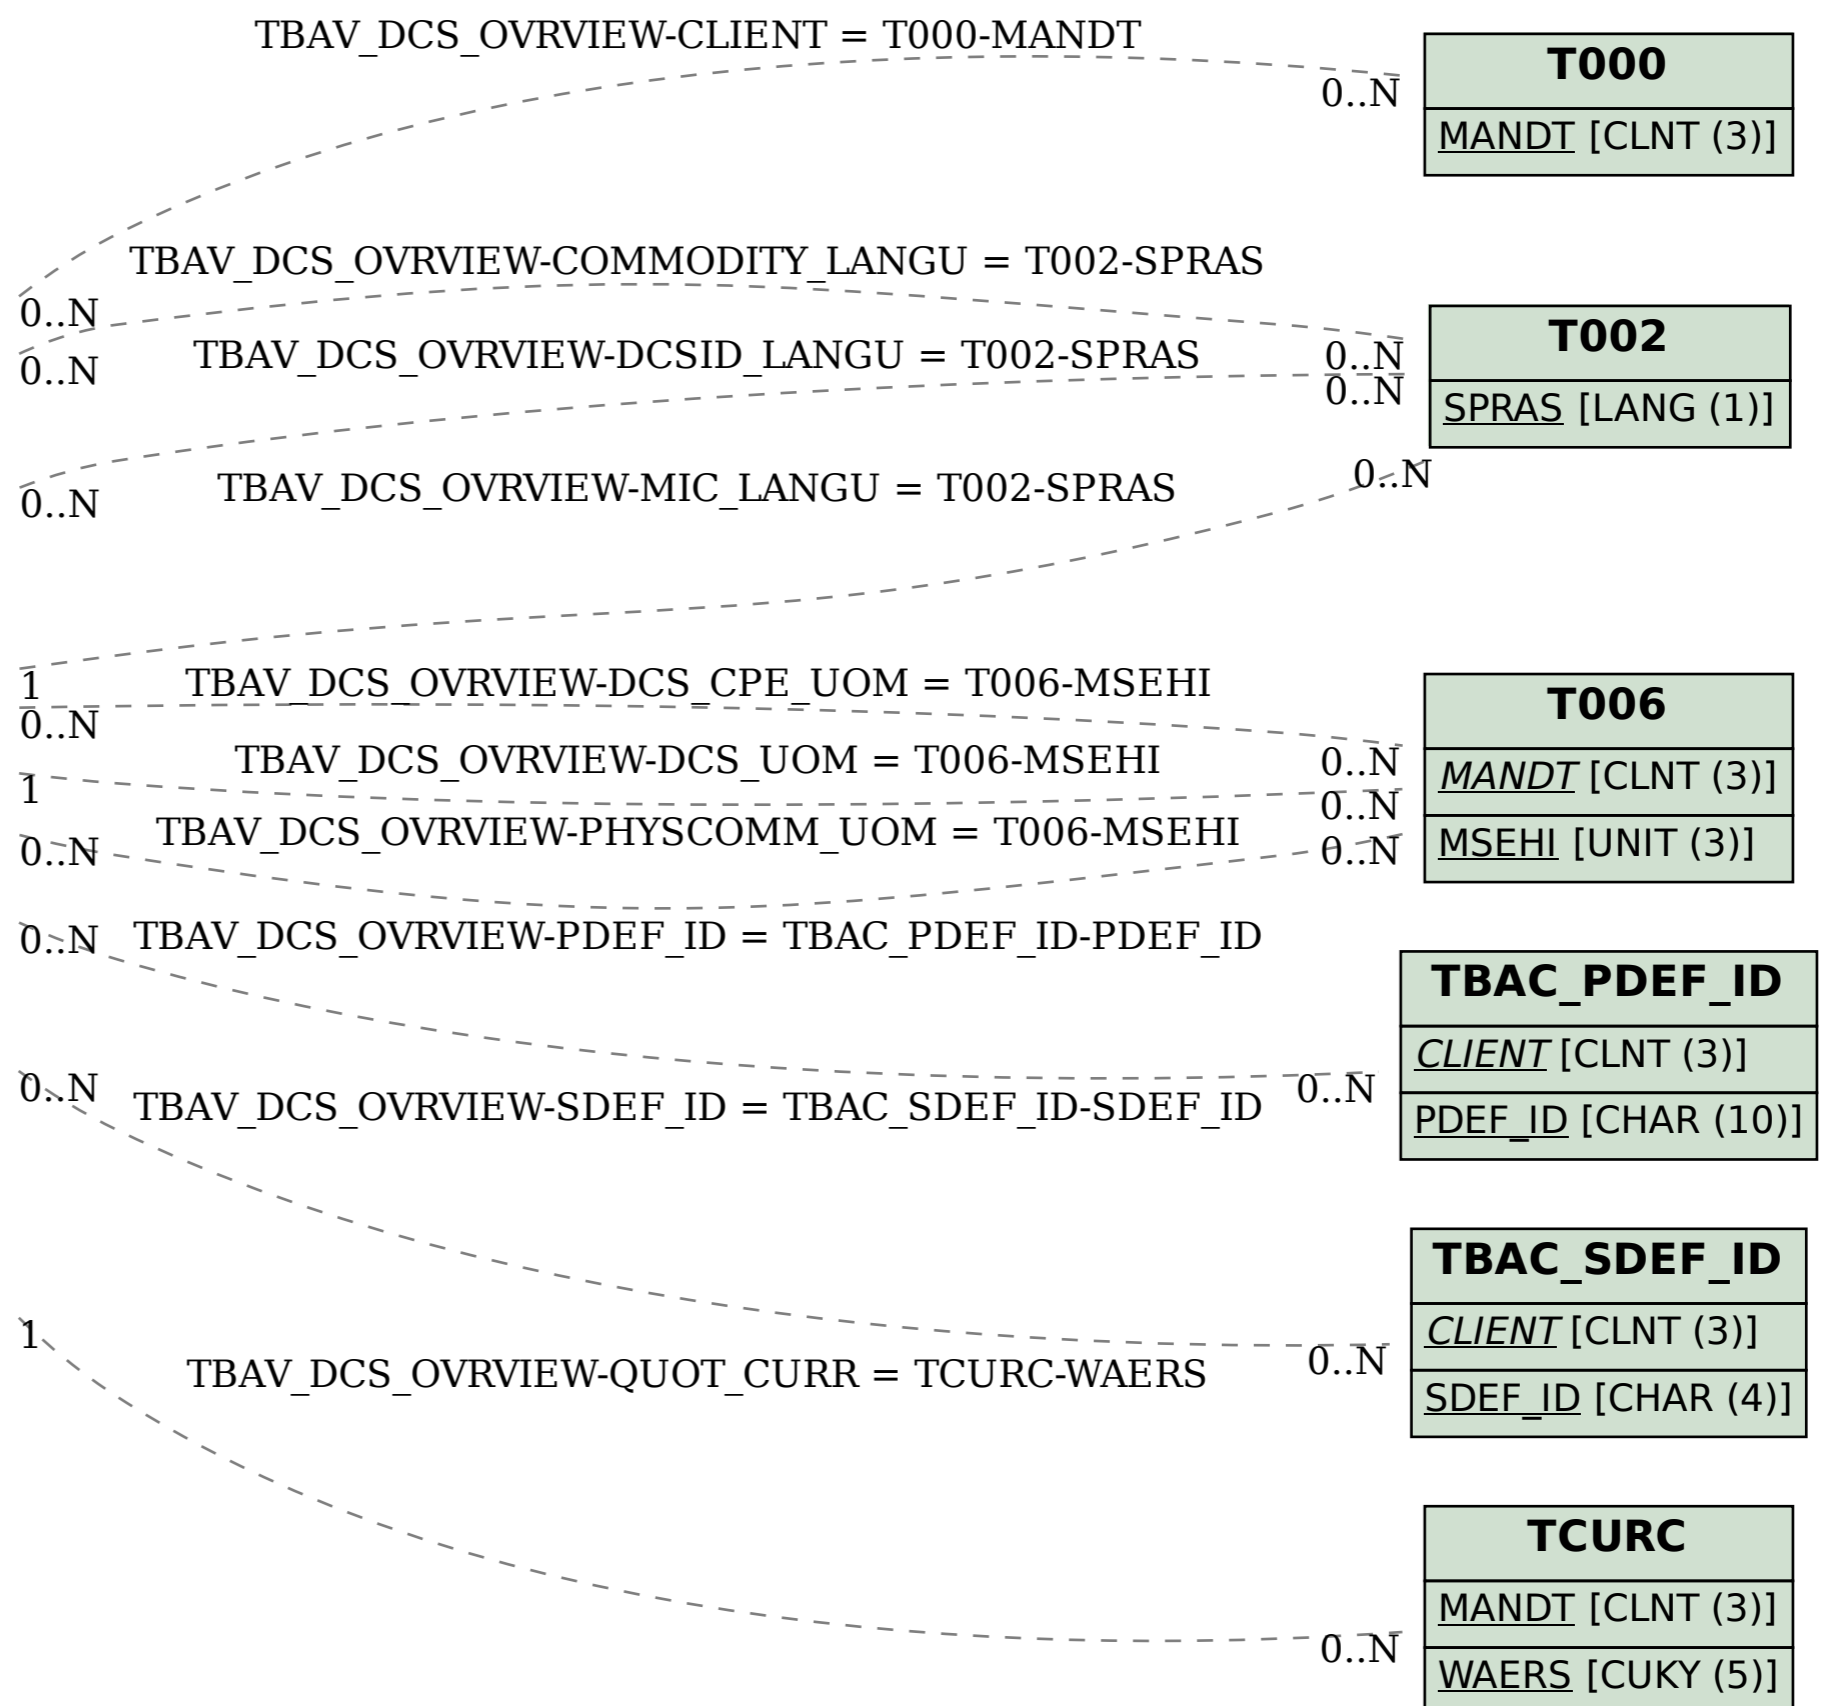 TBAV_DCS_OVRVIEW-CLIENT = T000-MANDT
0..N
T000
MANDT [CLNT (3)]
TBAV_DCS_OVRVIEW-COMMODITY_LANGU = T002-SPRAS
0..N
0..N
TBAV_DCS_OVRVIEW-DCSID_LANGU = T002-SPRAS
0..N
0..N
T002
SPRAS [LANG (1)]
0..N
TBAV_DCS_OVRVIEW-MIC_LANGU = T002-SPRAS
0..N
1
TBAV_DCS_OVRVIEW-DCS_CPE_UOM = T006-MSEHI
0..N
T006
TBAV_DCS_OVRVIEW-DCS_UOM = T006-MSEHI
0..N
1
0..N
MANDT [CLNT (3)]
0..N
TBAV_DCS_OVRVIEW-PHYSCOMM_UOM = T006-MSEHI
0..N
MSEHI [UNIT (3)]
0..N
TBAV_DCS_OVRVIEW-PDEF_ID = TBAC_PDEF_ID-PDEF_ID
TBAC_PDEF_ID
CLIENT [CLNT (3)]
PDEF_ID [CHAR (10)]
0..N
0..N
TBAV_DCS_OVRVIEW-SDEF_ID = TBAC_SDEF_ID-SDEF_ID
TBAC_SDEF_ID
CLIENT [CLNT (3)]
SDEF_ID [CHAR (4)]
0..N
1
TBAV_DCS_OVRVIEW-QUOT_CURR = TCURC-WAERS
TCURC
MANDT [CLNT (3)]
WAERS [CUKY (5)]
0..N